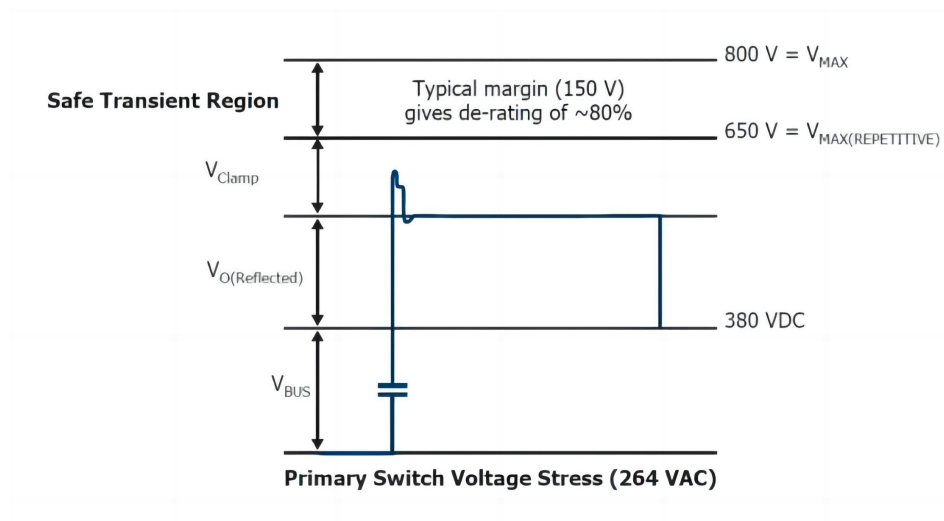 800 V = VMAX
Safe Transient Region
Typical margin (150 V)
gives de-rating of ~80%
650 V = VMAX(REPETITIVE)
VClamp
VO(Reflected)
380 VDC
VBUS
Primary Switch Voltage Stress (264 VAC)